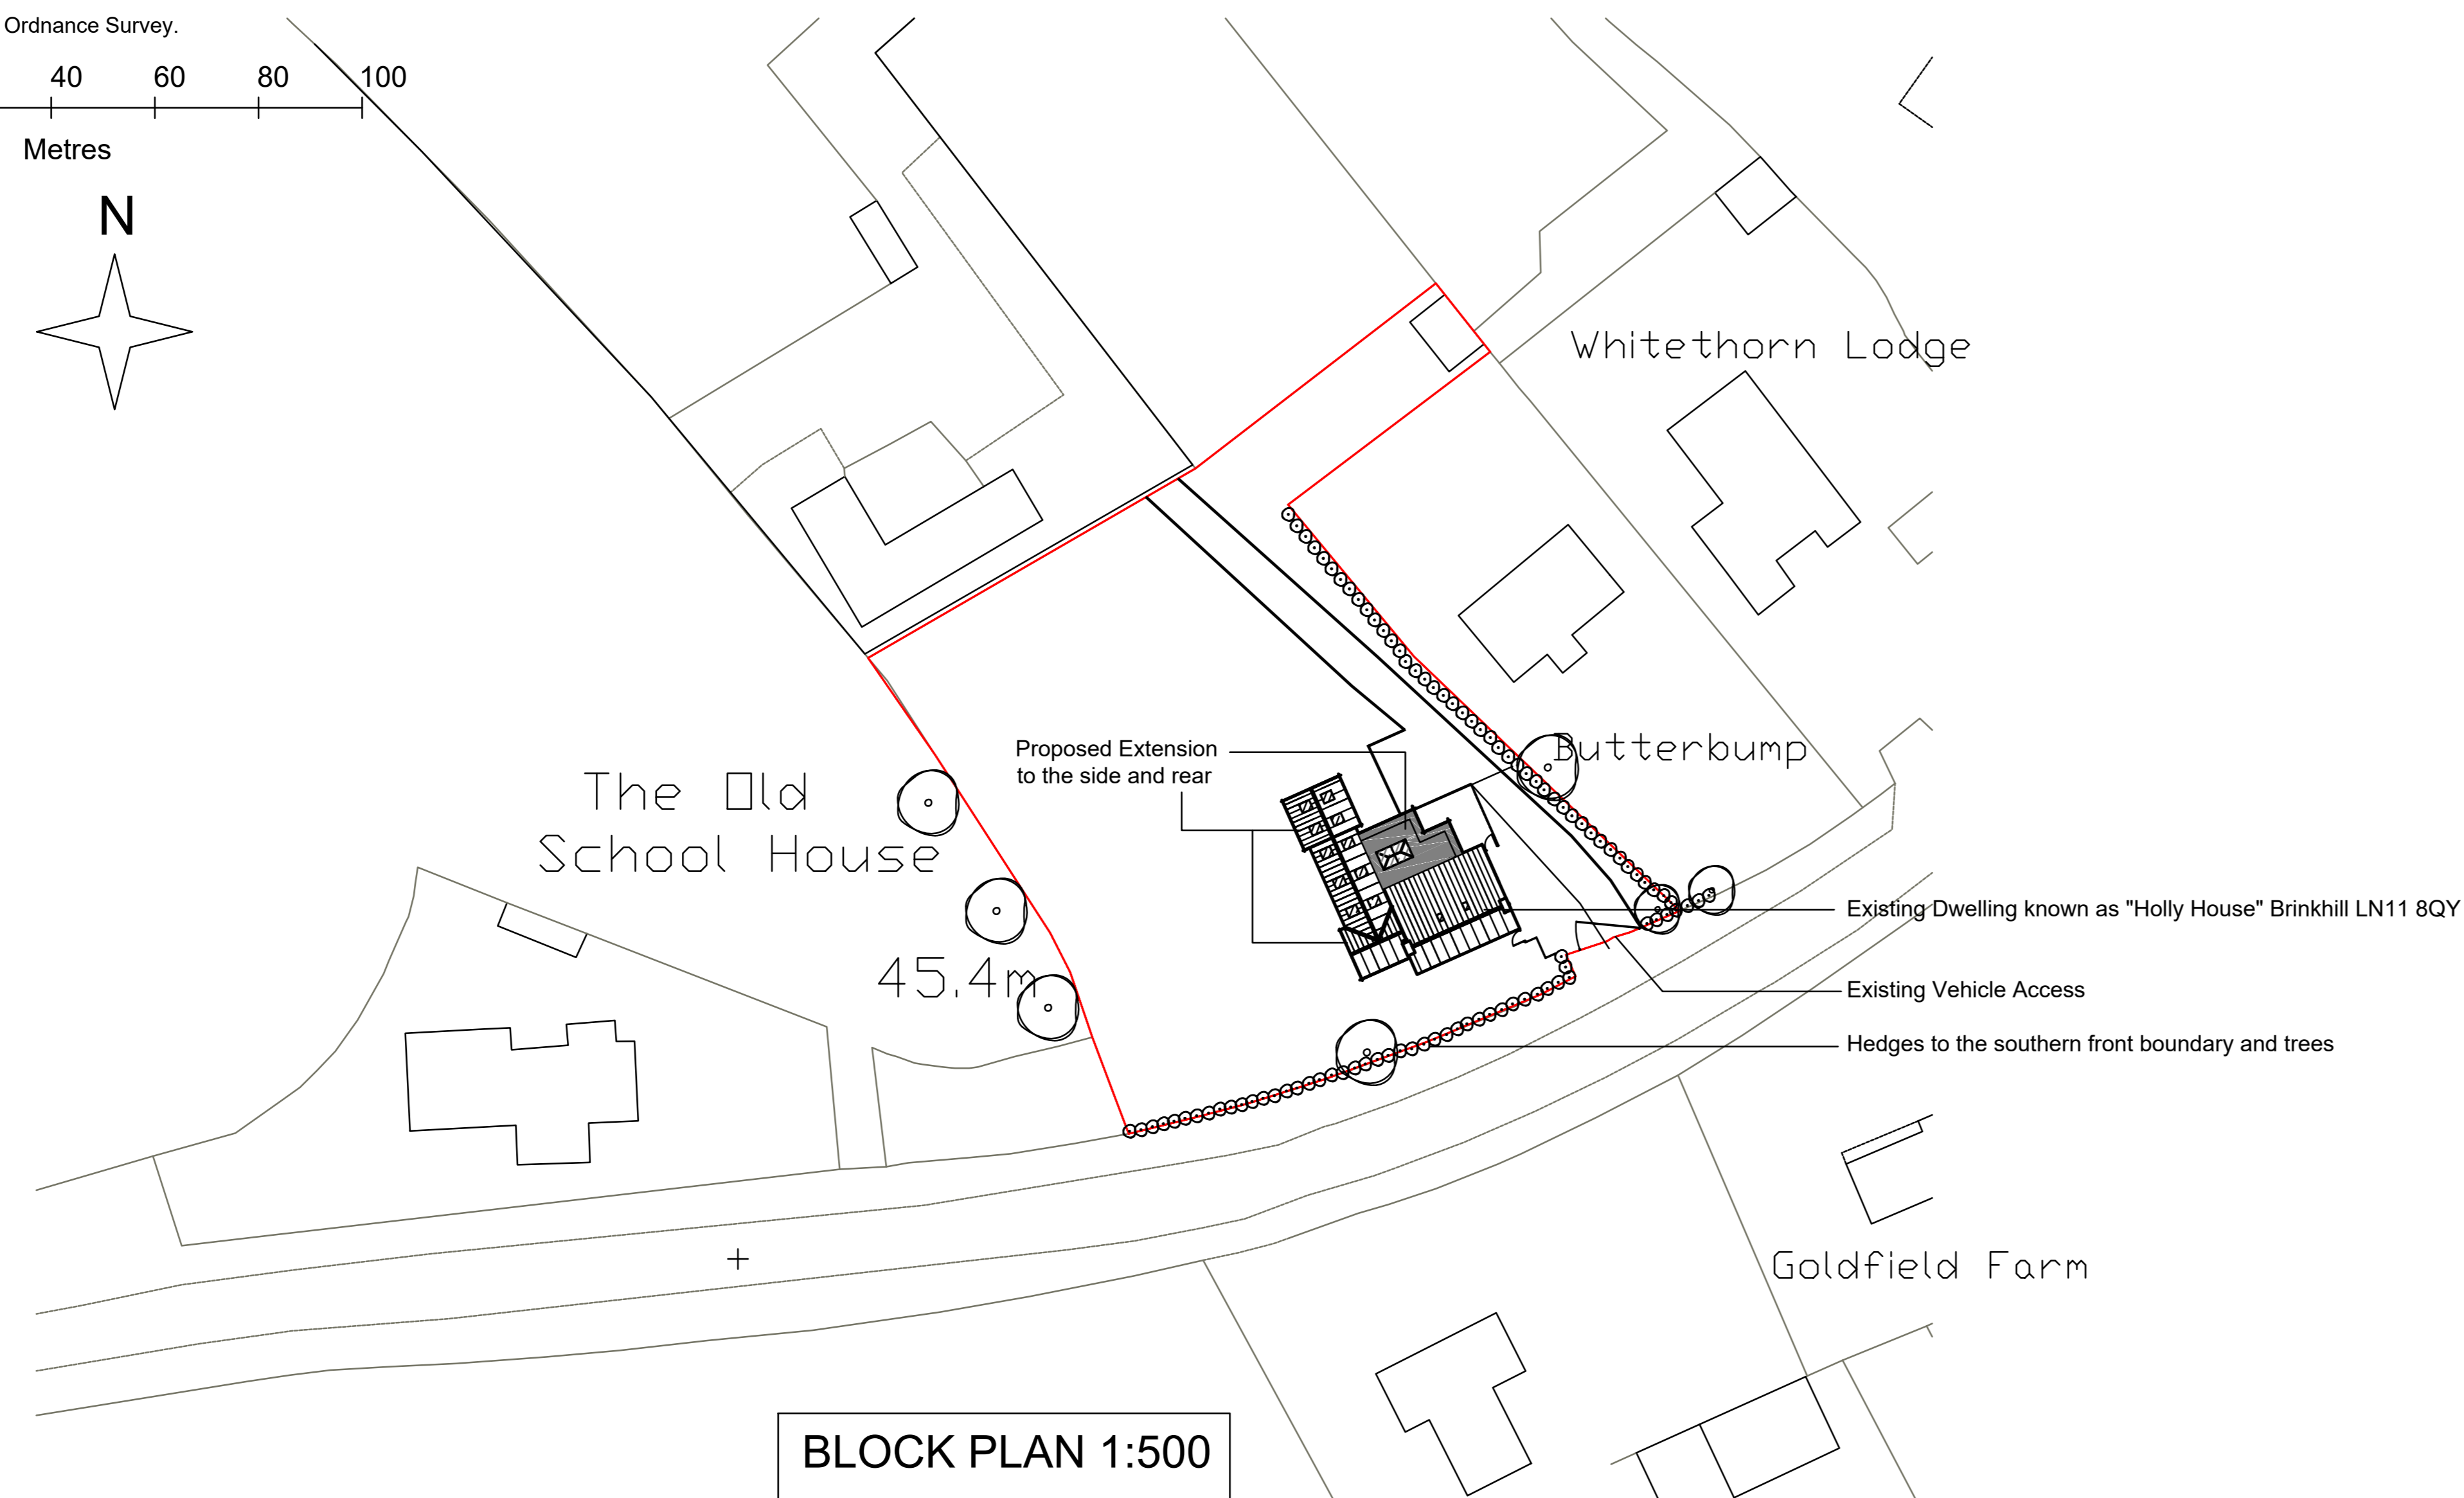 Ordnance Survey.
40 60 80 100
Metres
N
Whitethorn Lodge
Butterbump
Proposed Extension
to the side and rear
The Old
School House
45.4m
Existing Dwelling known as "Holly House" Brinkhill LN11 8QY
Existing Vehicle Access
Hedges to the southern front boundary and trees
Goldfield Farm
BLOCK PLAN 1:500